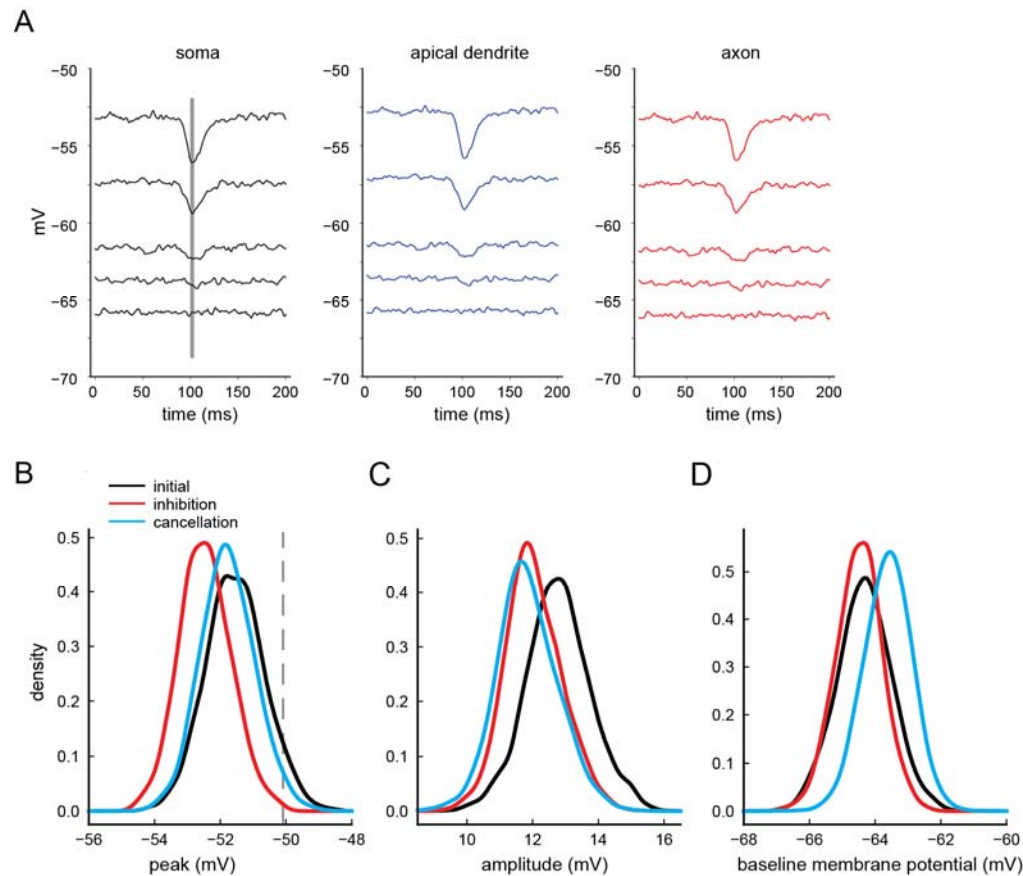 A
soma
apical dendrite
axon
−50
−55
−60
−65
−70
mV
0 50 100 150 200
time (ms)
−50
−55
−60
−65
−70
0 50 100 150 200
time (ms)
−50
−55
−60
−65
−70
0 50 100 150 200
time (ms)
B
initial
inhibition
cancellation
0.5
0.4
0.3
0.2
0.1
0.0
density
−56 −54 −52 −50 −48
peak (mV)
C
0.5
0.4
0.3
0.2
0.1
0.0
10 12 14 16
amplitude (mV)
D
0.5
0.4
0.3
0.2
0.1
0.0
−68 −66 −64 −62 −60
baseline membrane potential (mV)